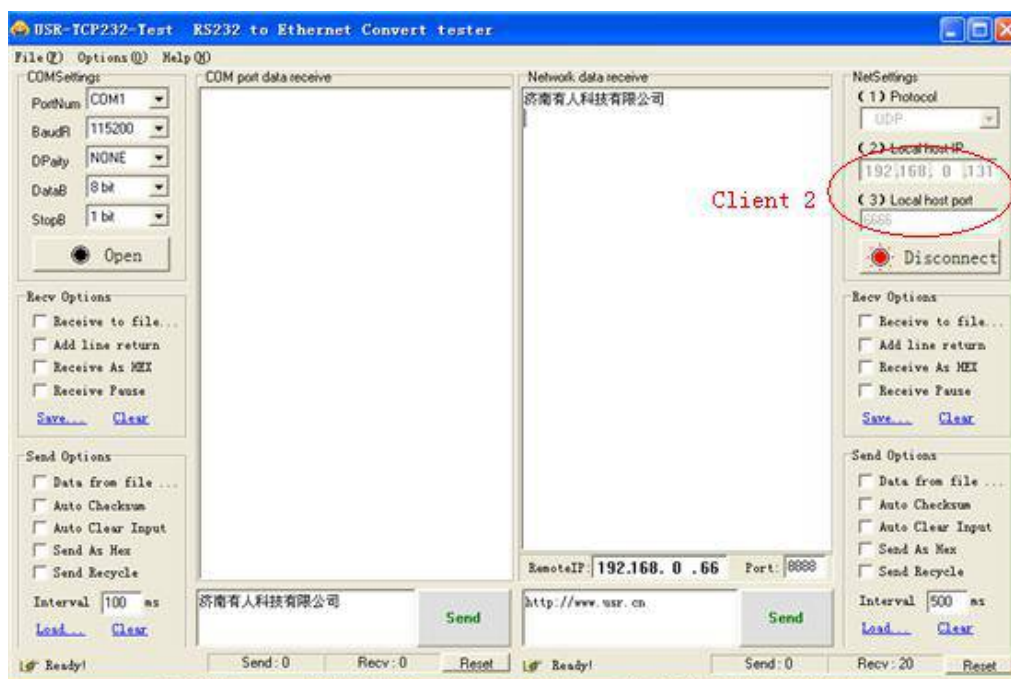 USR-TCP232-Test RS232 to Ethernet Convert tester
File(F) Options(O) Help(H)
COMSettings
PortNum COM1
BaudR 115200
DPaity NONE
DataB 8 bit
StopB 1 bit
Open
Recv Options
Receive to file...
Add line return
Receive As HEX
Receive Pause
Save... Clear
Send Options
Data from file ...
Auto Checksum
Auto Clear Input
Send As Hex
Send Recycle
Interval 100 ms
Load... Clear
COM port data receive
济南有人科技有限公司
Send
Network data receive
济南有人科技有限公司
Client 2
RemoteIP: 192.168. 0 .66 Port: 8888
http://www.usr.cn
Send
NetSettings
(1) Protocol
UDP
(2) Local host IP
192.168. 0 .131
(3) Local host port
6666
Disconnect
Recv Options
Receive to file...
Add line return
Receive As HEX
Receive Pause
Save... Clear
Send Options
Data from file ...
Auto Checksum
Auto Clear Input
Send As Hex
Send Recycle
Interval 500 ms
Load... Clear
Ready! Send:0 Recv:0 Reset
Ready! Send:0 Recv:20 Reset